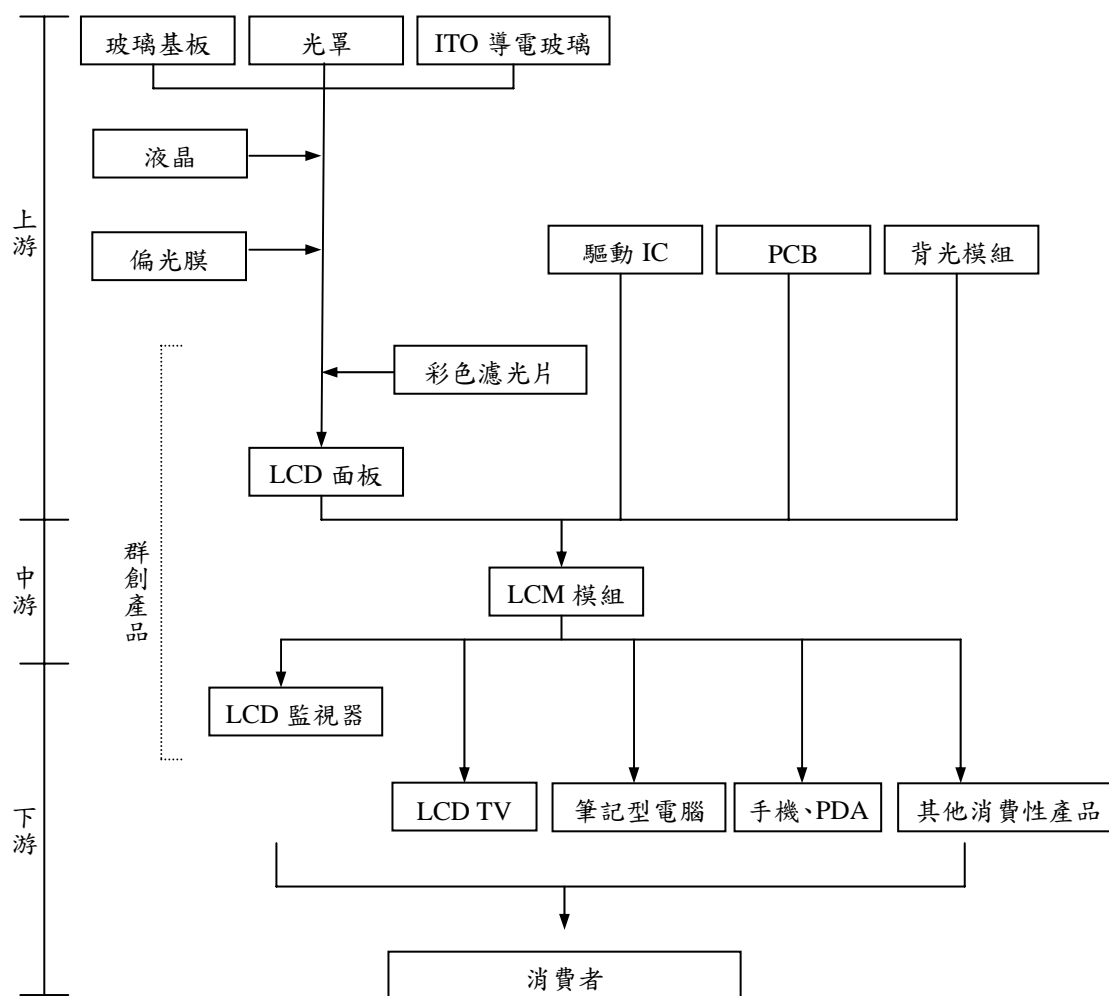 玻璃基板
光罩
ITO 導電玻璃
液晶
上游
偏光膜
驅動 IC
PCB
背光模組
彩色濾光片
LCD 面板
群創產品
中游
LCM 模組
LCD 監視器
下游
LCD TV
筆記型電腦
手機、PDA
其他消費性產品
消費者